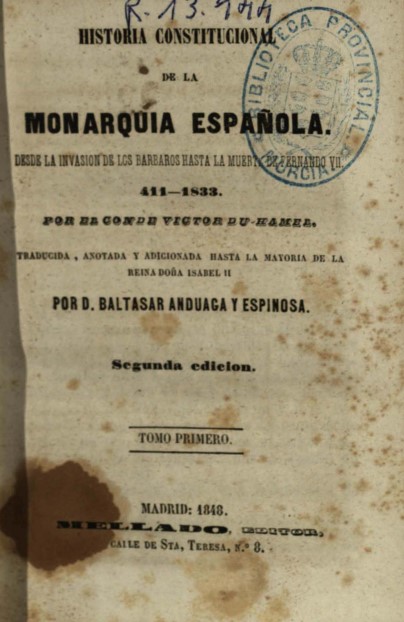 R. 13.444
HISTORIA CONSTITUCIONAL
DE LA
MONARQUIA ESPAÑOLA.
DESDE LA INVASION DE LOS BARBAROS HASTA LA MUERTE DE FERNANDO VII.
411—1833.
POR EL CONDE VICTOR DU-HAMEL,
TRADUCIDA, ANOTADA Y ADICIONADA HASTA LA MAYORIA DE LA
REINA DOÑA ISABEL II
POR D. BALTASAR ANDUAGA Y ESPINOSA.
Segunda edicion.
TOMO PRIMERO.
MADRID: 1848.
MELLADO, EDITOR,
CALLE DE STA, TERESA, N.º 8.
BIBLIOTECA PROVINCIAL
MURCIA